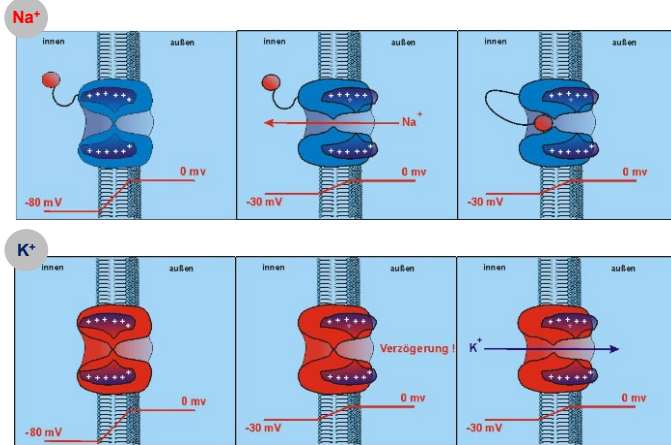 Na⁺
innen außen
+ + + + + +
+ + + + + +
0 mv
-80 mV
innen außen
+ + + + + +
Na⁺
+ + + + + +
0 mv
-30 mV
innen außen
+ + + + + +
+ + + + + +
0 mv
-30 mV
K⁺
innen außen
+ + + + + +
+ + + + + +
0 mv
-80 mV
innen außen
+ + + + + +
Verzögerung !
+ + + + + +
0 mv
-30 mV
innen außen
+ + + + + +
K⁺
+ + + + + +
0 mv
-30 mV